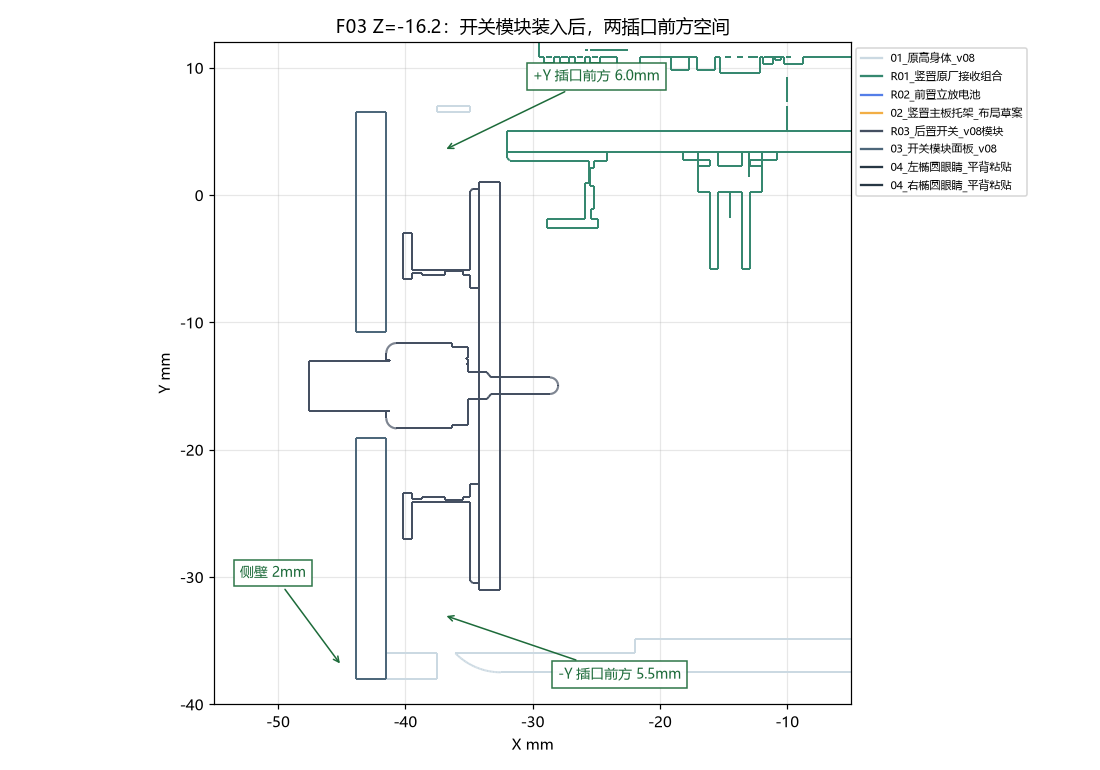 F03 Z=-16.2：开关模块装入后，两插口前方空间
01_原高身体_v08
R01_竖置原厂接收组合
R02_前置立放电池
02_竖置主板托架_布局草案
R03_后置开关_v08模块
03_开关模块面板_v08
04_左椭圆眼睛_平背粘贴
04_右椭圆眼睛_平背粘贴
+Y 插口前方 6.0mm
侧壁 2mm
-Y 插口前方 5.5mm
Y mm
10
0
-10
-20
-30
-40
-50
-40
-30
-20
-10
X mm